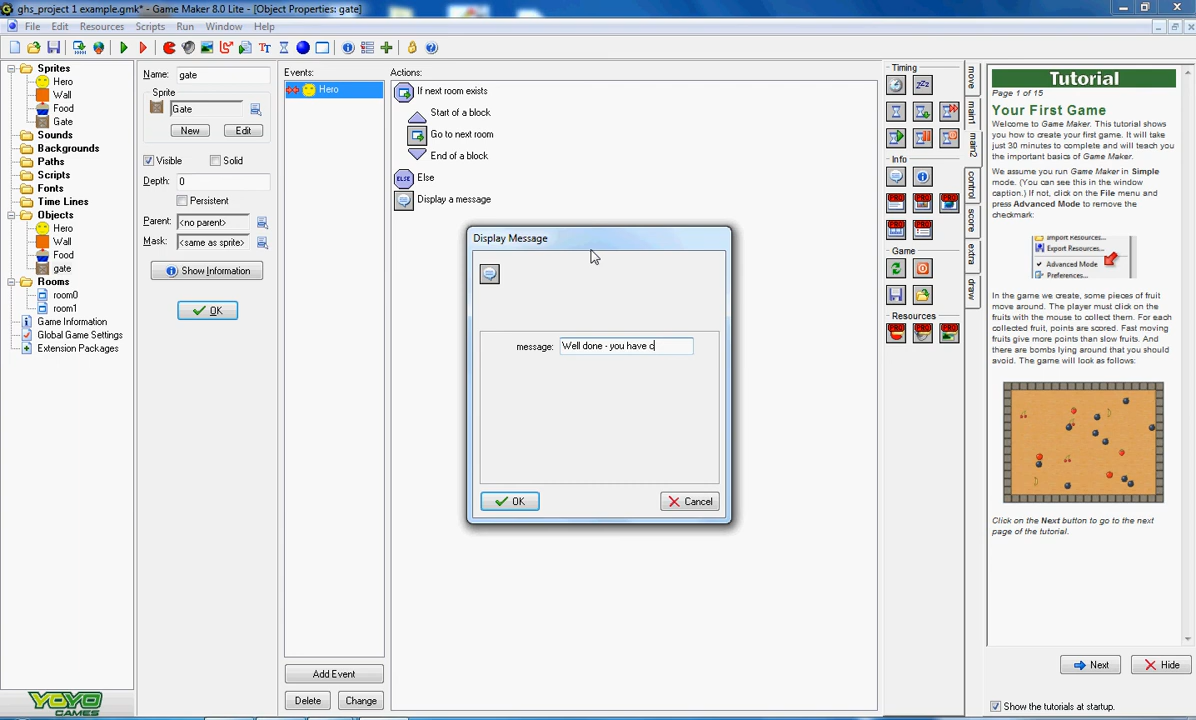 ghs_project 1 example.gmk* - Game Maker 8.0 Lite - [Object Properties: gate]
File Edit Resources Scripts Run Window Help
Sprites
Hero
Wall
Food
Gate
Sounds
Backgrounds
Paths
Scripts
Fonts
Time Lines
Objects
Hero
Wall
Food
gate
Rooms
room0
room1
Game Information
Global Game Settings
Extension Packages
YOYO
GAMES
Name: gate
Sprite
Gate
New Edit
Visible Solid
Depth: 0
Persistent
Parent: <no parent>
Mask: <same as sprite>
Show Information
OK
Events:
Hero
Add Event
Delete Change
Actions:
If next room exists
Start of a block
Go to next room
End of a block
ELSE Else
Display a message
Display Message
message: Well done - you have c
OK Cancel
Timing
Info
PRO PRO PRO
PRO PRO
Game
Resources
PRO PRO PRO
move
main1
main2
control
score
extra
draw
Tutorial
Page 1 of 15
Your First Game
Welcome to Game Maker. This tutorial shows
you how to create your first game. It will take
just 30 minutes to complete and will teach you
the important basics of Game Maker.
We assume you run Game Maker in Simple
mode. (You can see this in the window
caption.) If not, click on the File menu and
press Advanced Mode to remove the
checkmark:
Import Resources...
Export Resources...
Advanced Mode
Preferences...
In the game we create, some pieces of fruit
move around. The player must click on the
fruits with the mouse to collect them. For each
collected fruit, points are scored. Fast moving
fruits give more points than slow fruits. And
there are bombs lying around that you should
avoid. The game will look as follows:
Click on the Next button to go to the next
page of the tutorial.
Next Hide
Show the tutorials at startup.